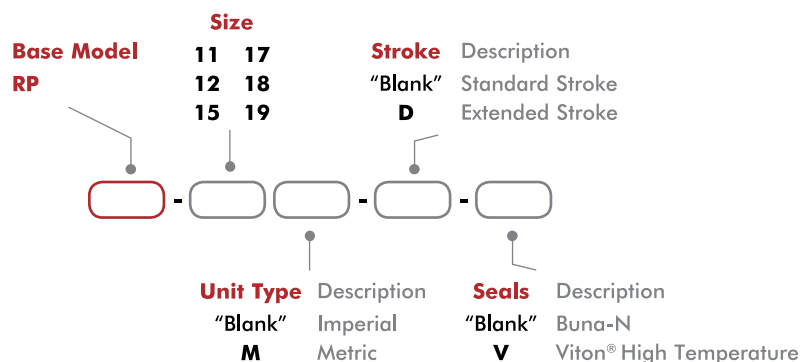 Size
Base Model 11 17 Stroke Description
RP 12 18 “Blank” Standard Stroke
15 19 D Extended Stroke
- - -
Unit Type Description Seals Description
“Blank” Imperial “Blank” Buna-N
M Metric V Viton® High Temperature